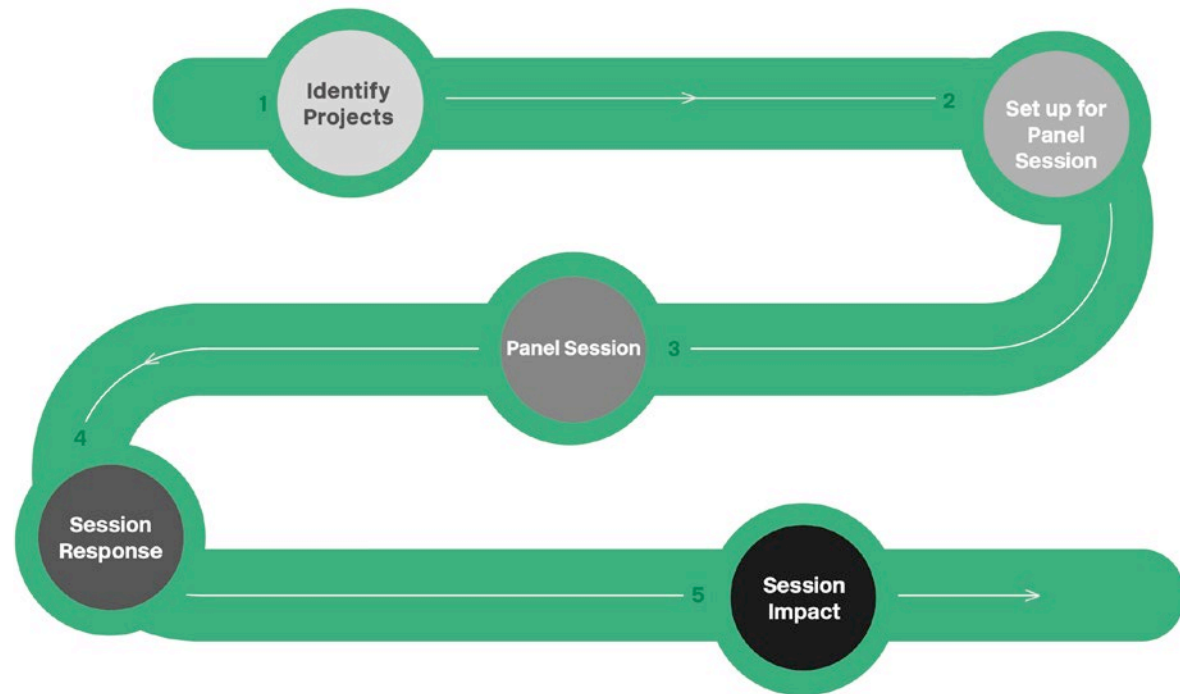 1
Identify
Projects
2
Set up for
Panel
Session
3
Panel Session
4
Session
Response
5
Session
Impact